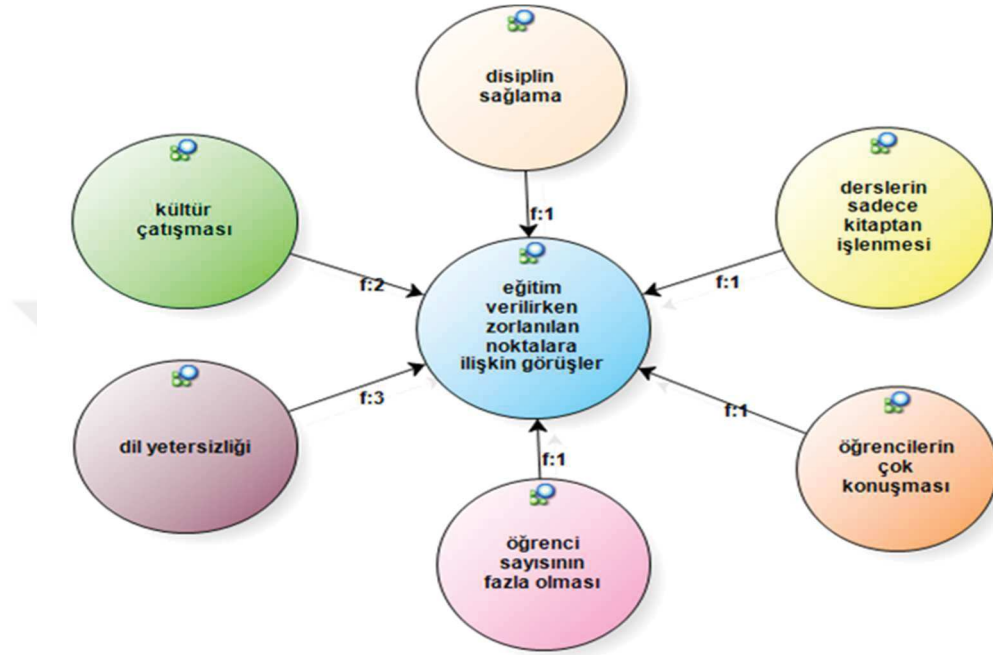 disiplin
sağlama
kültür
çatışması
derslerin
sadece
kitaptan
işlenmesi
f:1
f:2
f:1
eğitim
verilirken
zorlanılan
noktalara
ilişkin görüşler
dil yetersizliği
f:3
f:1
f:1
öğrencilerin
çok
konuşması
öğrenci
sayısının
fazla olması